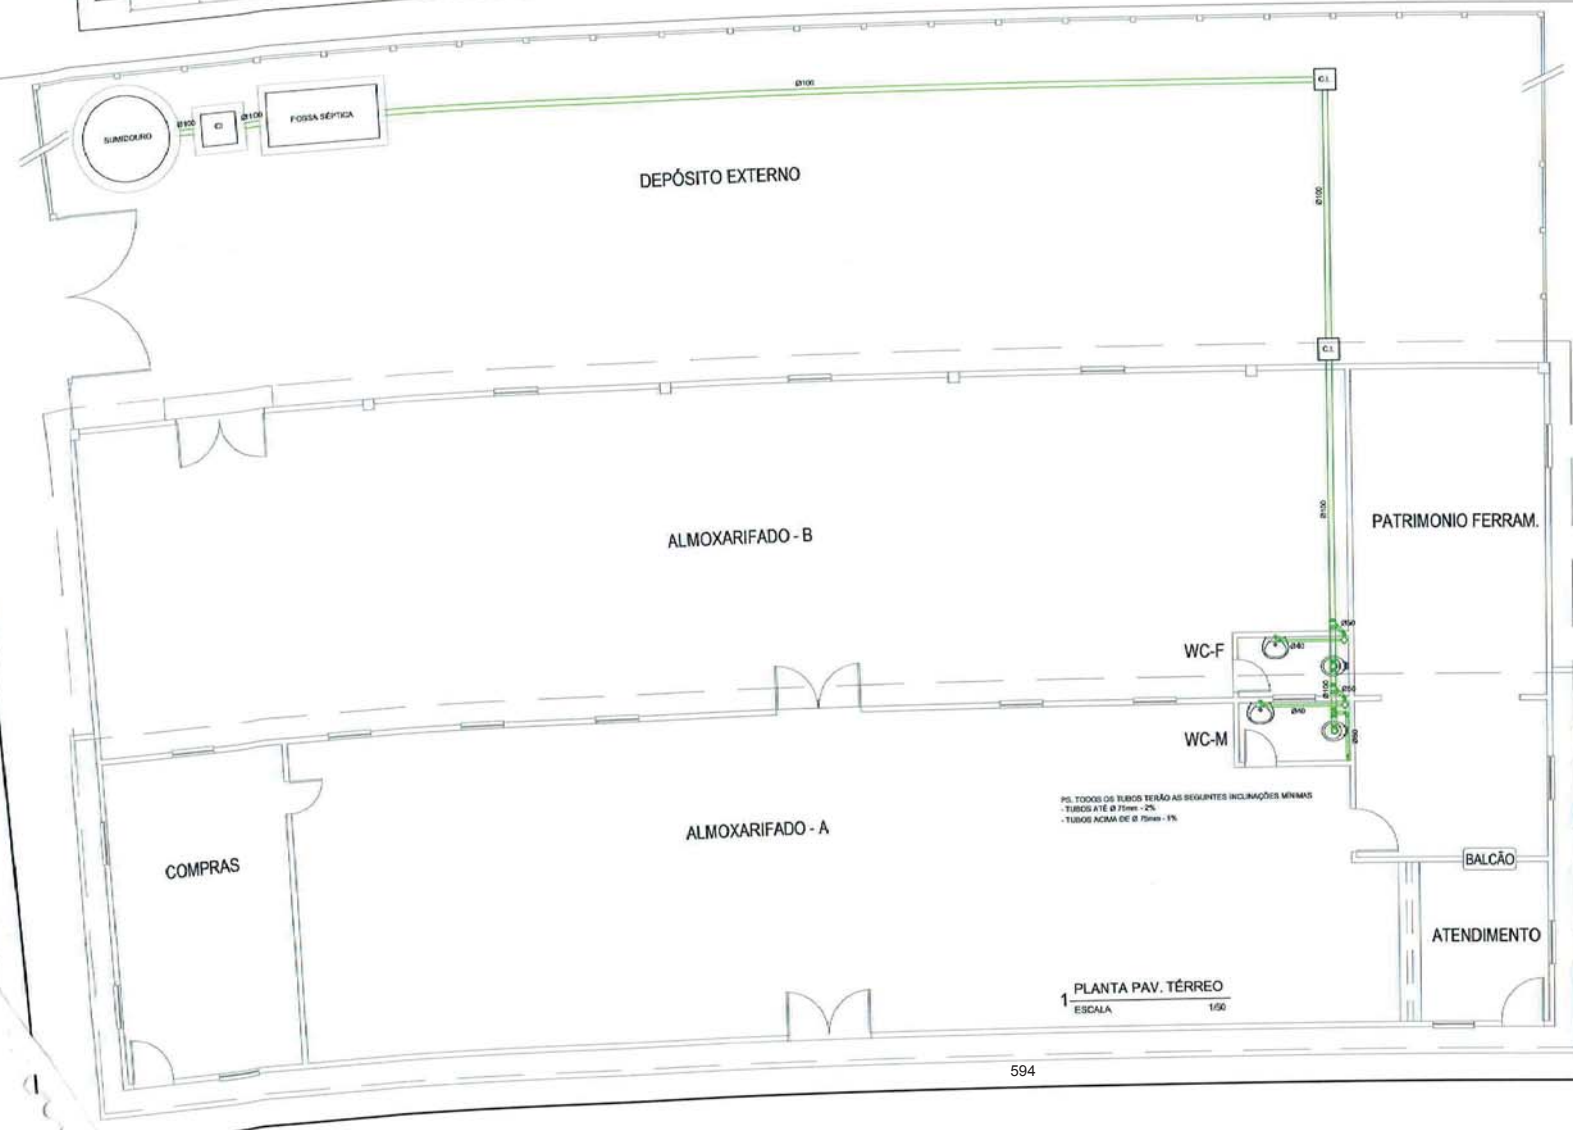 Ø100
C.I.
SUMIDOURO
Ø100
CI
Ø100
FOSSA SÉPTICA
DEPÓSITO EXTERNO
Ø100
C.I.
ALMOXARIFADO - B
Ø100
PATRIMONIO FERRAM.
Ø50
WC-F
Ø40
Ø100
Ø50
WC-M
Ø40
Ø50
PS. TODOS OS TUBOS TERÃO AS SEGUINTES INCLINAÇÕES MÍNIMAS
- TUBOS ATÉ Ø 75mm - 2%
- TUBOS ACIMA DE Ø 75mm - 1%
ALMOXARIFADO - A
COMPRAS
BALCÃO
ATENDIMENTO
1 PLANTA PAV. TÉRREO
ESCALA 1/50
594